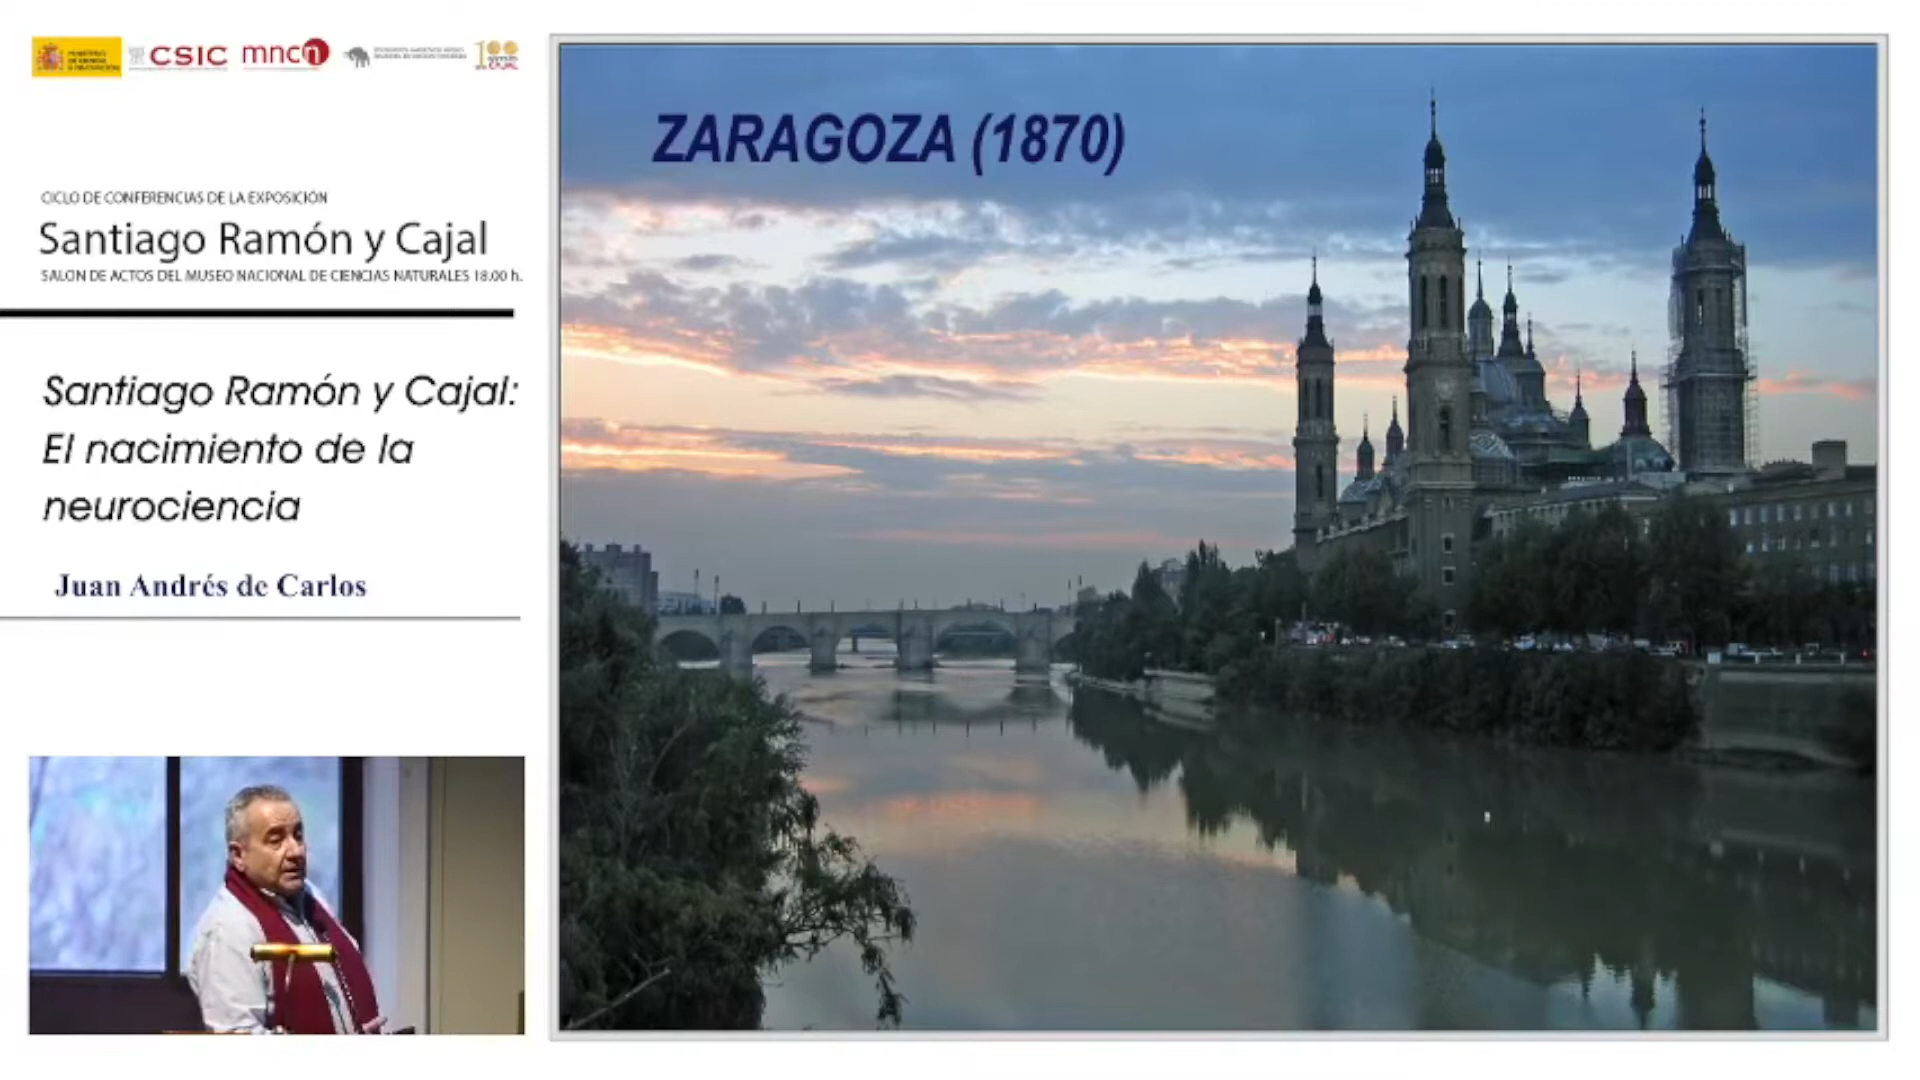 CSIC mncn
CICLO DE CONFERENCIAS DE LA EXPOSICIÓN
Santiago Ramón y Cajal
SALON DE ACTOS DEL MUSEO NACIONAL DE CIENCIAS NATURALES 18.00 h.
Santiago Ramón y Cajal:
El nacimiento de la
neurociencia
Juan Andrés de Carlos
ZARAGOZA (1870)